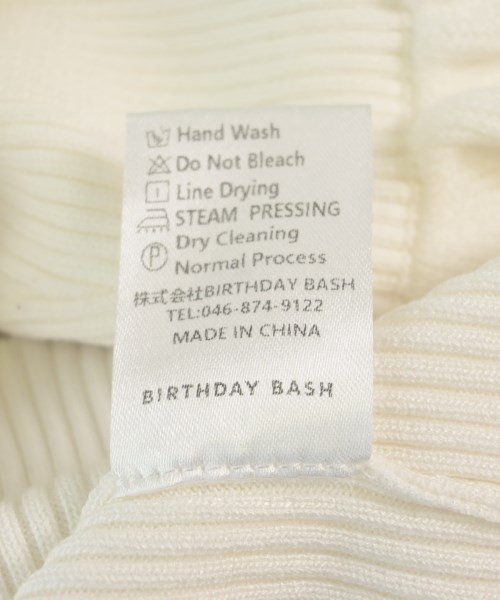 Hand Wash
Do Not Bleach
Line Drying
STEAM PRESSING
P Dry Cleaning
Normal Process
株式会社BIRTHDAY BASH
TEL:046-874-9122
MADE IN CHINA
BIRTHDAY BASH